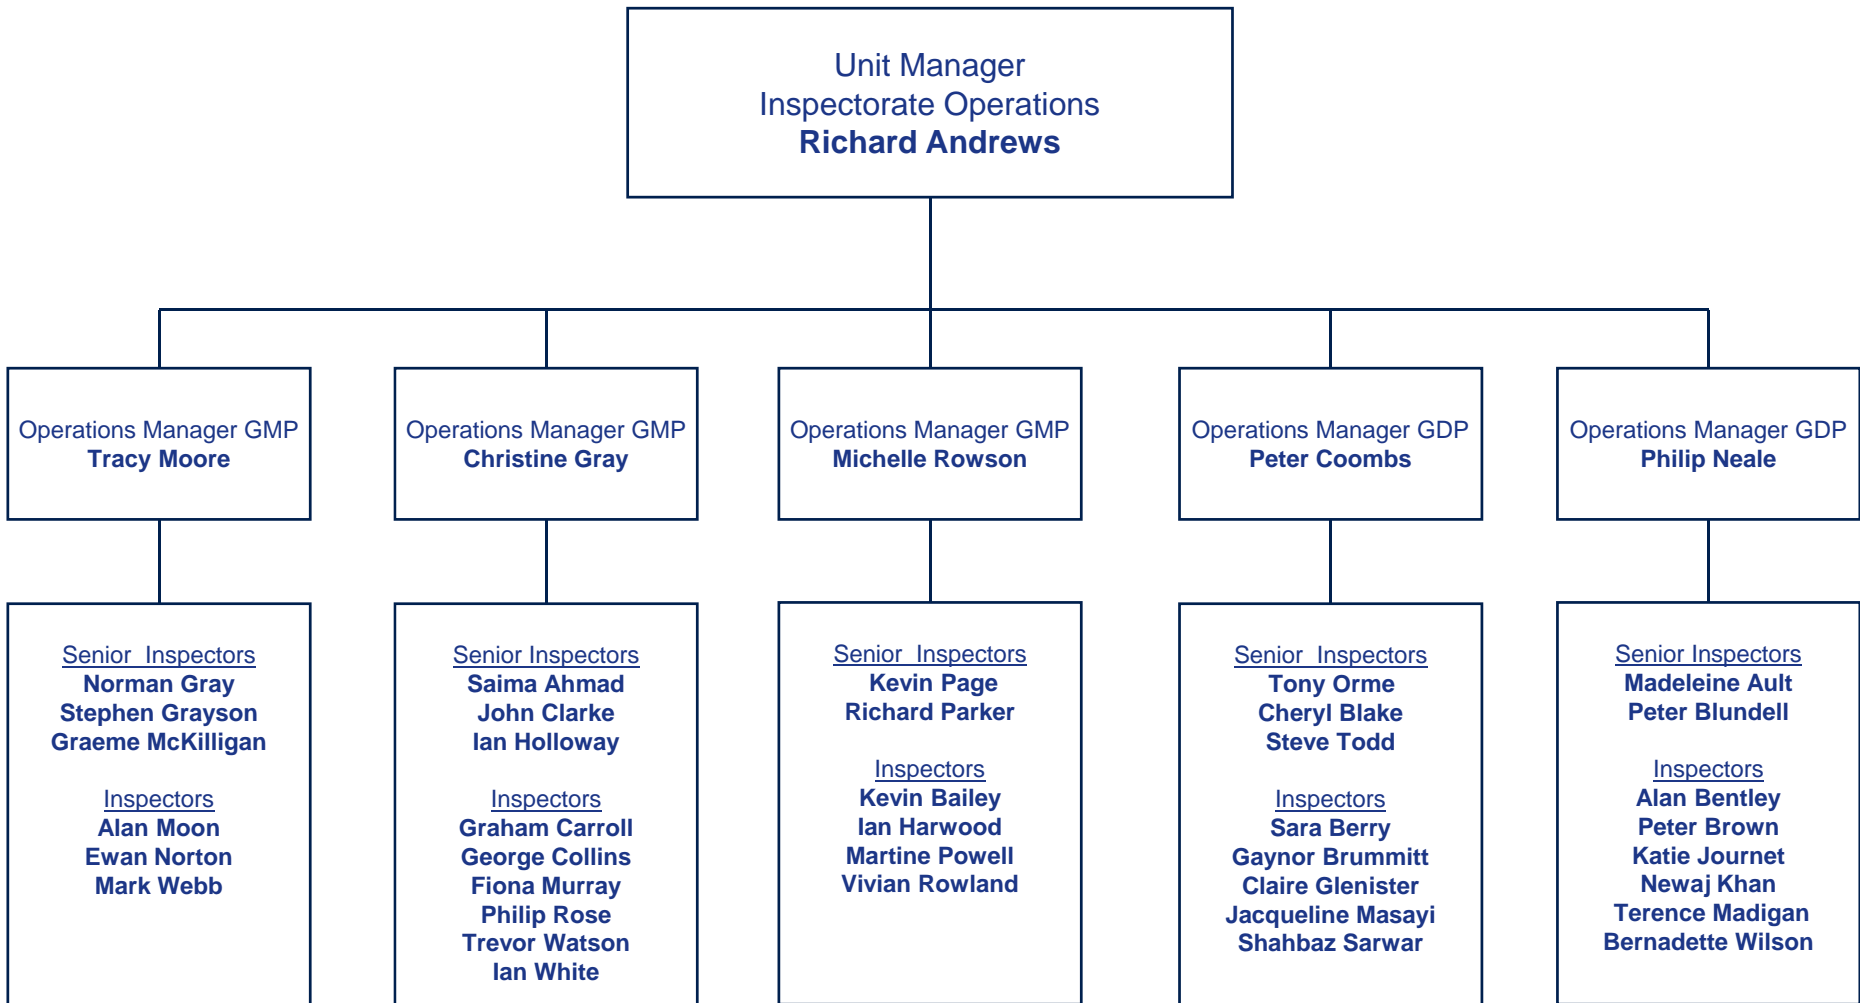 Unit Manager
Inspectorate Operations
Richard Andrews
Operations Manager GMP
Tracy Moore
Operations Manager GMP
Christine Gray
Operations Manager GMP
Michelle Rowson
Operations Manager GDP
Peter Coombs
Operations Manager GDP
Philip Neale
Senior Inspectors
Norman Gray
Stephen Grayson
Graeme McKilligan
Inspectors
Alan Moon
Ewan Norton
Mark Webb
Senior Inspectors
Saima Ahmad
John Clarke
Ian Holloway
Inspectors
Graham Carroll
George Collins
Fiona Murray
Philip Rose
Trevor Watson
Ian White
Senior Inspectors
Kevin Page
Richard Parker
Inspectors
Kevin Bailey
Ian Harwood
Martine Powell
Vivian Rowland
Senior Inspectors
Tony Orme
Cheryl Blake
Steve Todd
Inspectors
Sara Berry
Gaynor Brummitt
Claire Glenister
Jacqueline Masayi
Shahbaz Sarwar
Senior Inspectors
Madeleine Ault
Peter Blundell
Inspectors
Alan Bentley
Peter Brown
Katie Journet
Newaj Khan
Terence Madigan
Bernadette Wilson